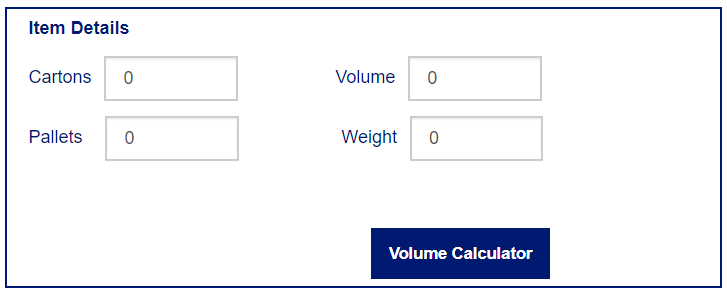 Item Details
Cartons 0 Volume 0
Pallets 0 Weight 0
Volume Calculator